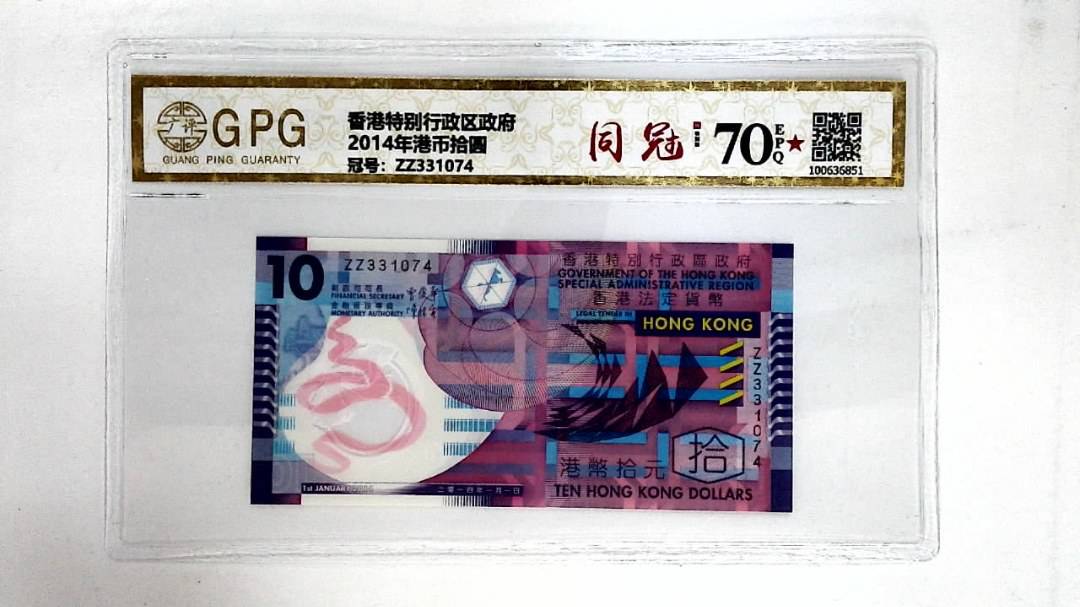 广评
GPG
GUANG PING GUARANTY
香港特别行政区政府
2014年港币拾圆
冠号：ZZ331074
同冠
70
EPQ
★
100636851
10
ZZ331074
財政司司長
FINANCIAL SECRETARY
金融管理專員
MONETARY AUTHORITY
香港特別行政區政府
GOVERNMENT OF THE HONG KONG
SPECIAL ADMINISTRATIVE REGION
香港法定貨幣
LEGAL TENDER IN
HONG KONG
ZZ331074
港幣拾元
拾
TEN HONG KONG DOLLARS
1st JANUARY
二零一四年一月一日